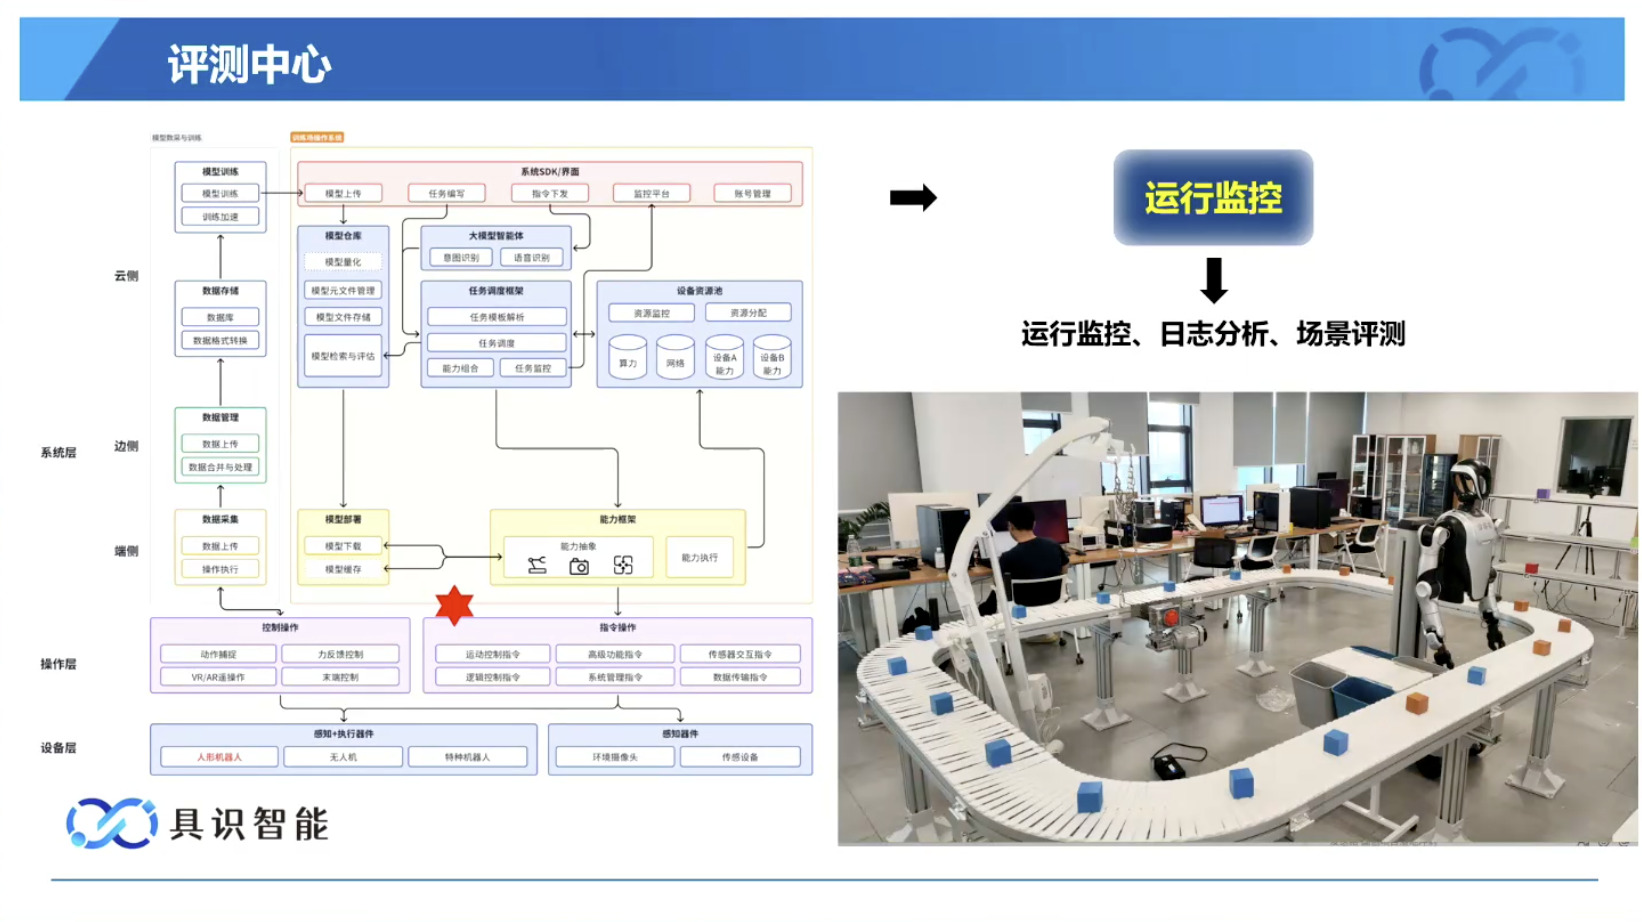 评测中心
模型数采与训练
训练场操作系统
模型训练
模型训练
训练加速
系统SDK/界面
模型上传
任务编写
指令下发
监控平台
账号管理
模型仓库
模型量化
模型元文件管理
模型文件存储
模型检索与评估
大模型智能体
意图识别
语音识别
任务调度框架
任务模板解析
任务调度
能力组合
任务监控
设备资源池
资源监控
资源分配
算力
网络
设备A
能力
设备B
能力
云侧
数据存储
数据库
数据格式转换
系统层
边侧
数据管理
数据上传
数据合并与处理
端侧
数据采集
数据上传
操作执行
模型部署
模型下载
模型缓存
能力框架
能力抽象
能力执行
操作层
控制操作
动作捕捉
力反馈控制
VR/AR遥操作
末端控制
指令操作
运动控制指令
高级功能指令
传感器交互指令
逻辑控制指令
系统管理指令
数据传输指令
设备层
感知+执行器件
人形机器人
无人机
特种机器人
感知器件
环境摄像头
传感设备
运行监控
运行监控、日志分析、场景评测
具识智能